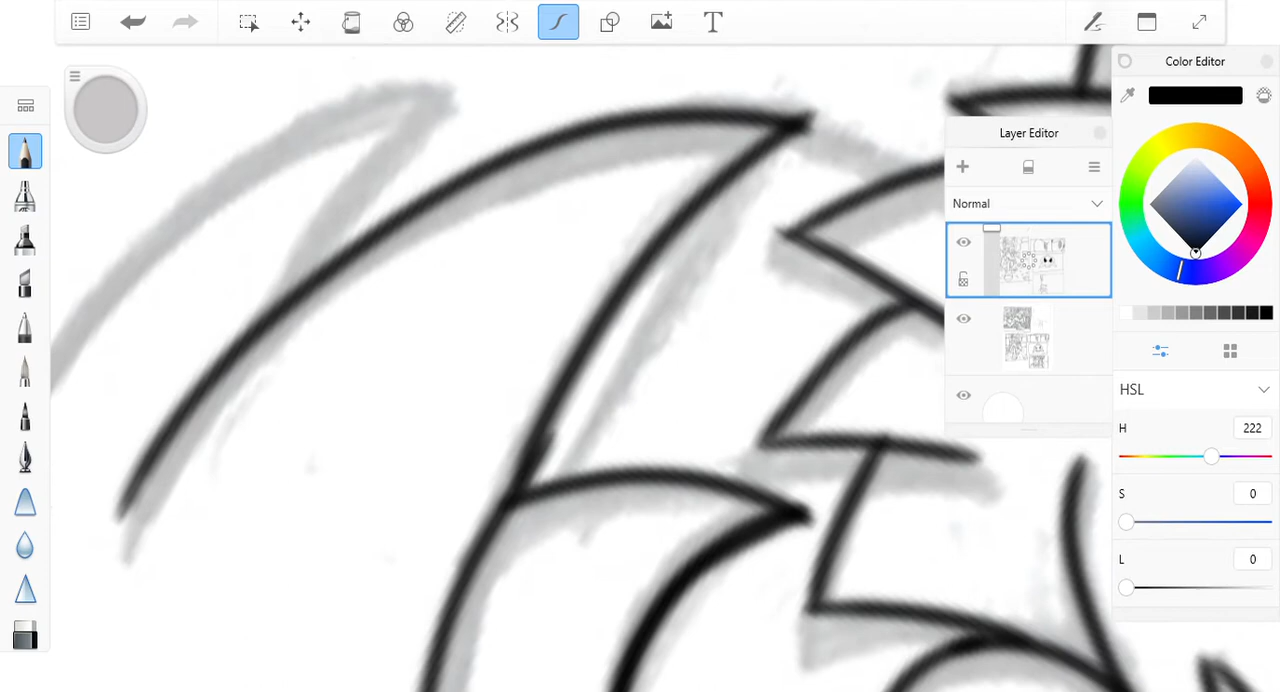 T
Color Editor
Layer Editor
Normal
HSL
H 222
S 0
L 0